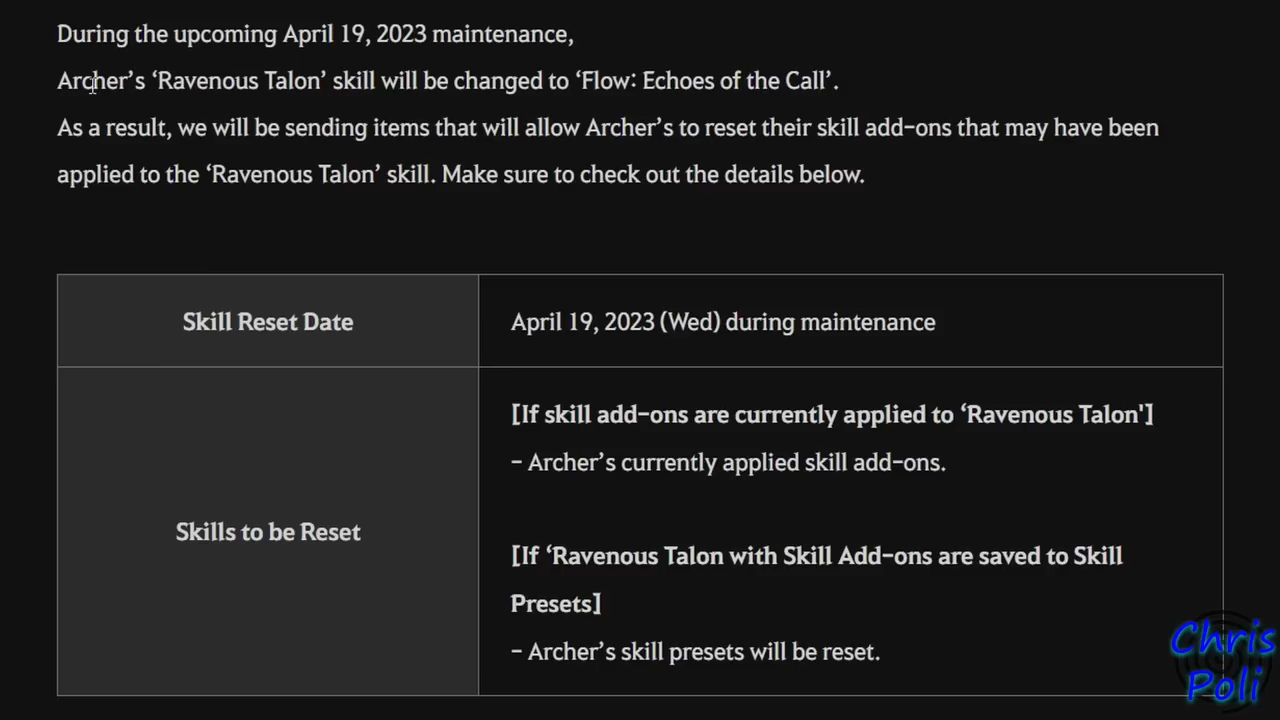 During the upcoming April 19, 2023 maintenance,
Archer's ‘Ravenous Talon’ skill will be changed to ‘Flow: Echoes of the Call’.
As a result, we will be sending items that will allow Archer’s to reset their skill add-ons that may have been
applied to the ‘Ravenous Talon’ skill. Make sure to check out the details below.
Skill Reset Date
April 19, 2023 (Wed) during maintenance
Skills to be Reset
[If skill add-ons are currently applied to ‘Ravenous Talon']
- Archer’s currently applied skill add-ons.
[If ‘Ravenous Talon with Skill Add-ons are saved to Skill
Presets]
- Archer’s skill presets will be reset.
Chris
Poli